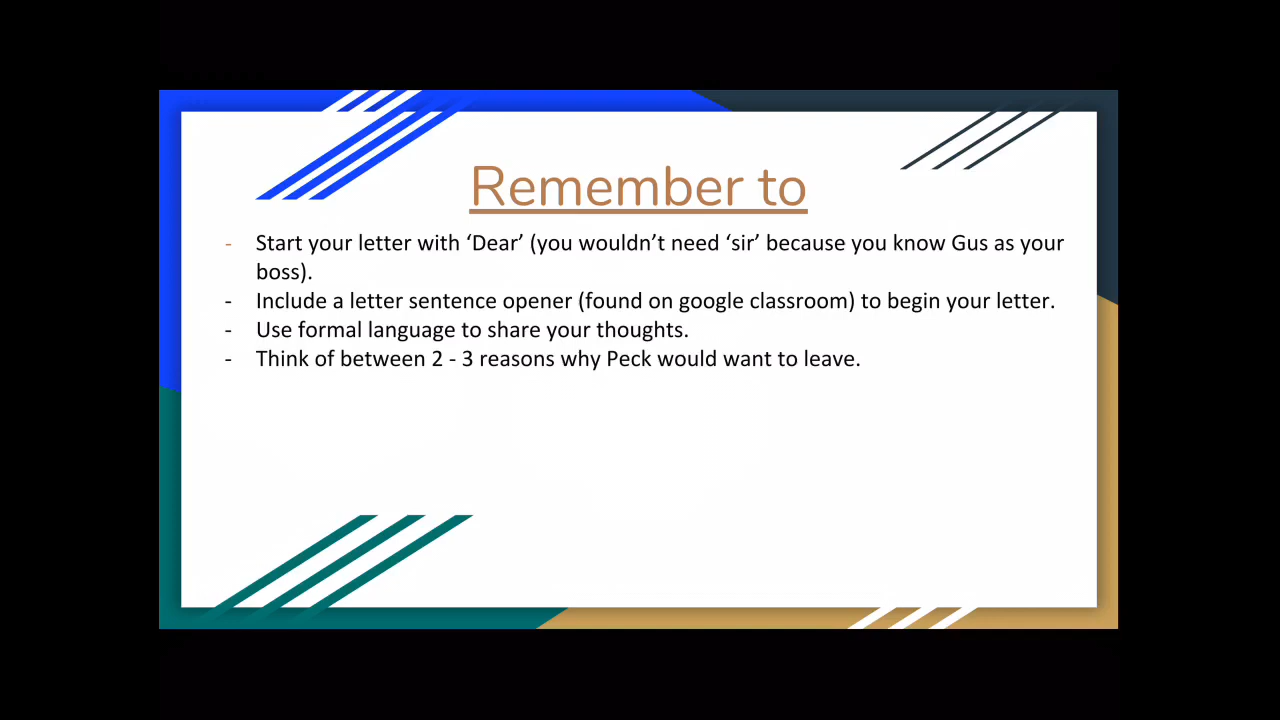 Remember to
- Start your letter with ‘Dear’ (you wouldn’t need ‘sir’ because you know Gus as your
boss).
- Include a letter sentence opener (found on google classroom) to begin your letter.
- Use formal language to share your thoughts.
- Think of between 2 - 3 reasons why Peck would want to leave.